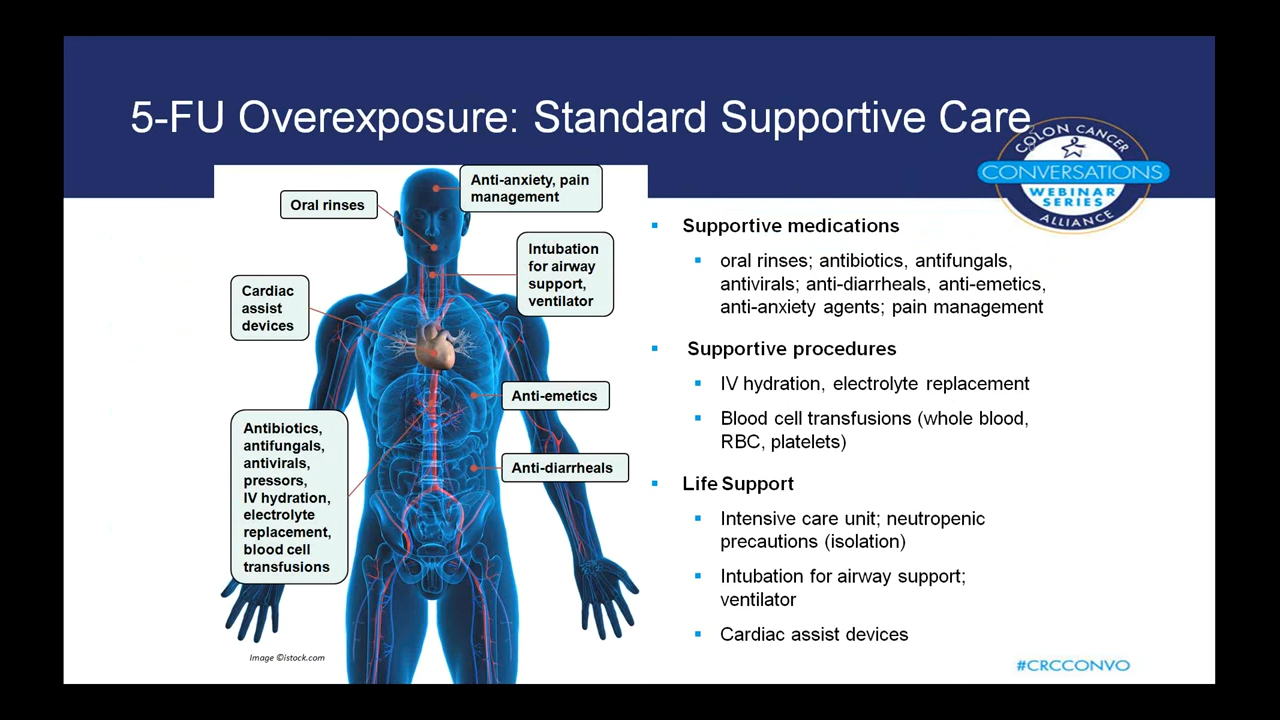 5-FU Overexposure: Standard Supportive Care
COLON CANCER
CONVERSATIONS
WEBINAR
SERIES
ALLIANCE
Anti-anxiety, pain
management
Oral rinses
Intubation
for airway
support,
ventilator
Cardiac
assist
devices
Anti-emetics
Antibiotics,
antifungals,
antivirals,
pressors,
IV hydration,
electrolyte
replacement,
blood cell
transfusions
Anti-diarrheals
Image ©istock.com
Supportive medications
oral rinses; antibiotics, antifungals,
antivirals; anti-diarrheals, anti-emetics,
anti-anxiety agents; pain management
Supportive procedures
IV hydration, electrolyte replacement
Blood cell transfusions (whole blood,
RBC, platelets)
Life Support
Intensive care unit; neutropenic
precautions (isolation)
Intubation for airway support;
ventilator
Cardiac assist devices
#CRCCONVO